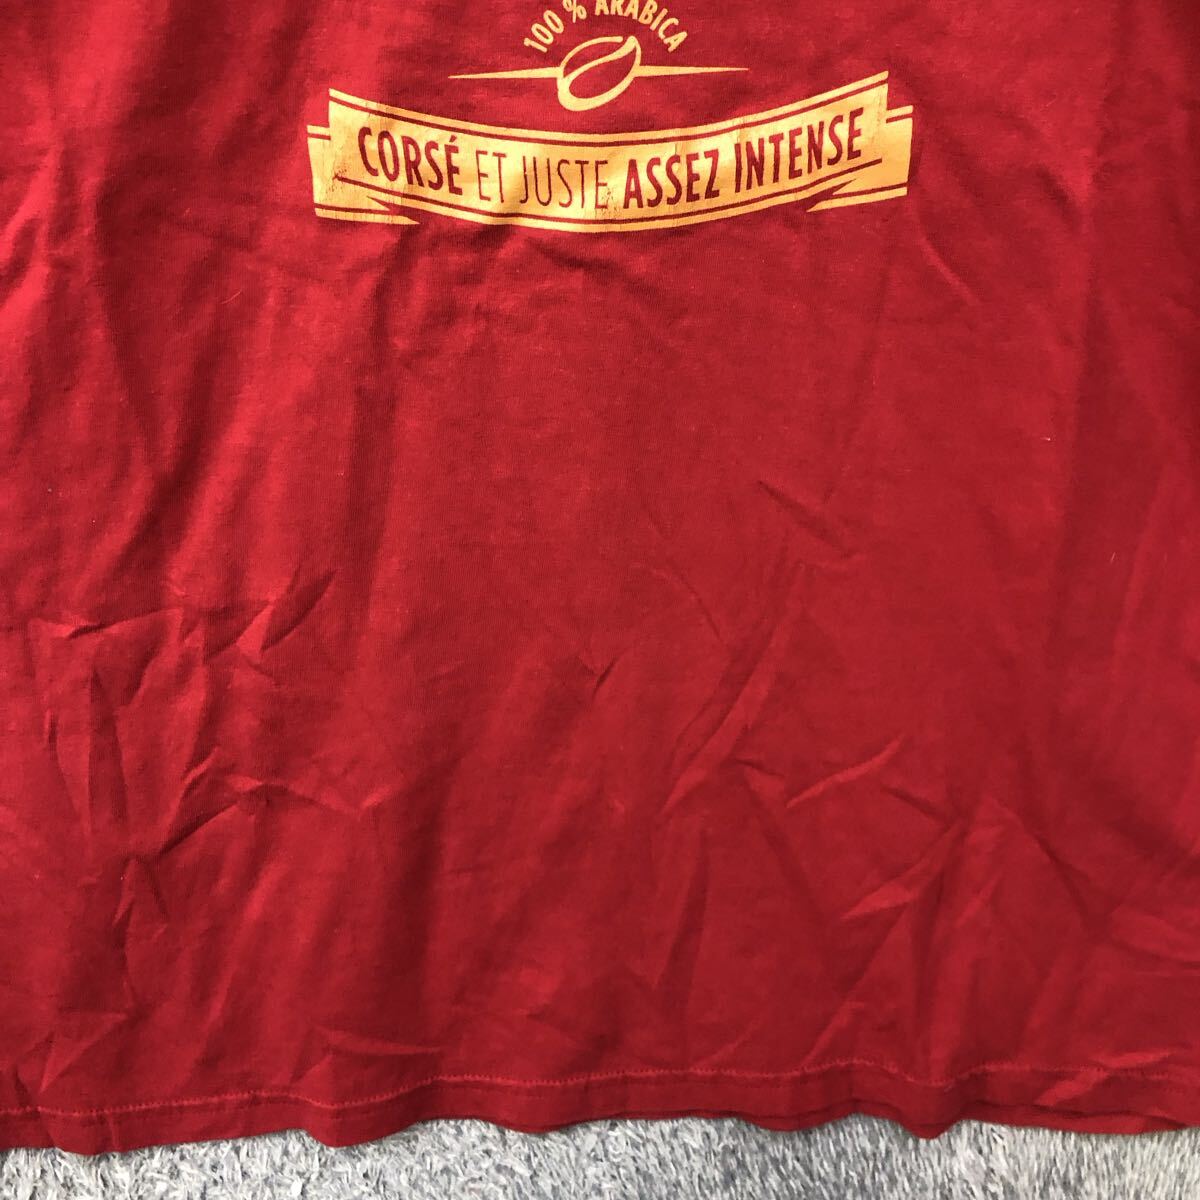 100 % ARABICA
CORSÉ ET JUSTE ASSEZ INTENSE